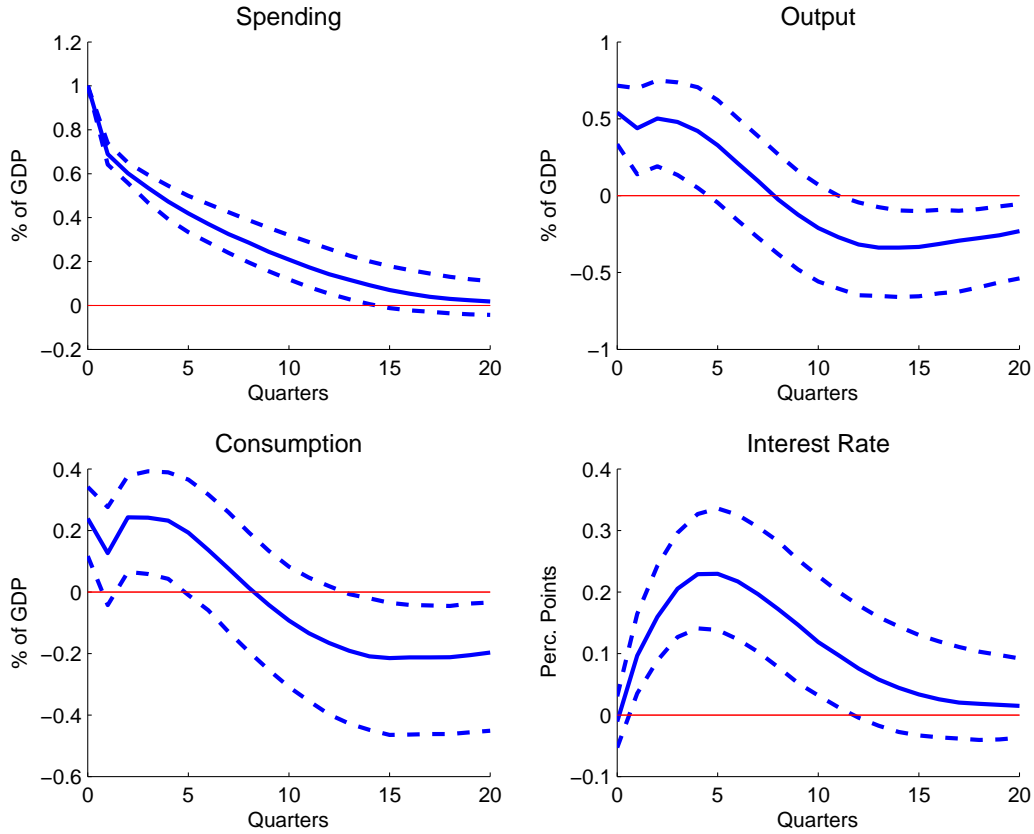 Spending
1.2
1
0.8
0.6
0.4
0.2
0
−0.2
% of GDP
0 5 10 15 20
Quarters
Output
1
0.5
0
−0.5
−1
% of GDP
0 5 10 15 20
Quarters
Consumption
0.4
0.2
0
−0.2
−0.4
−0.6
% of GDP
0 5 10 15 20
Quarters
Interest Rate
0.4
0.3
0.2
0.1
0
−0.1
Perc. Points
0 5 10 15 20
Quarters